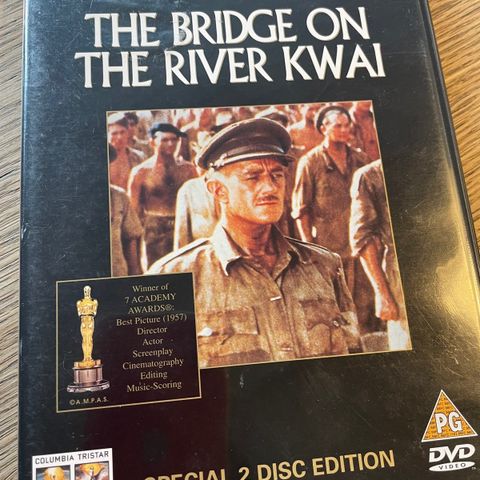 THE BRIDGE ON
THE RIVER KWAI
Winner of
7 ACADEMY
AWARDS®:
Best Picture (1957)
Director
Actor
Screenplay
Cinematography
Editing
Music-Scoring
©A.M.P.A.S.
PG
COLUMBIA TRISTAR
DVD
VIDEO
SPECIAL 2 DISC EDITION